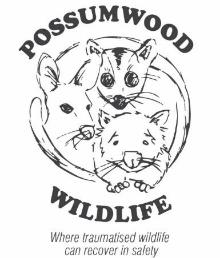 POSSUMWOOD
WILDLIFE
Where traumatised wildlife
can recover in safety